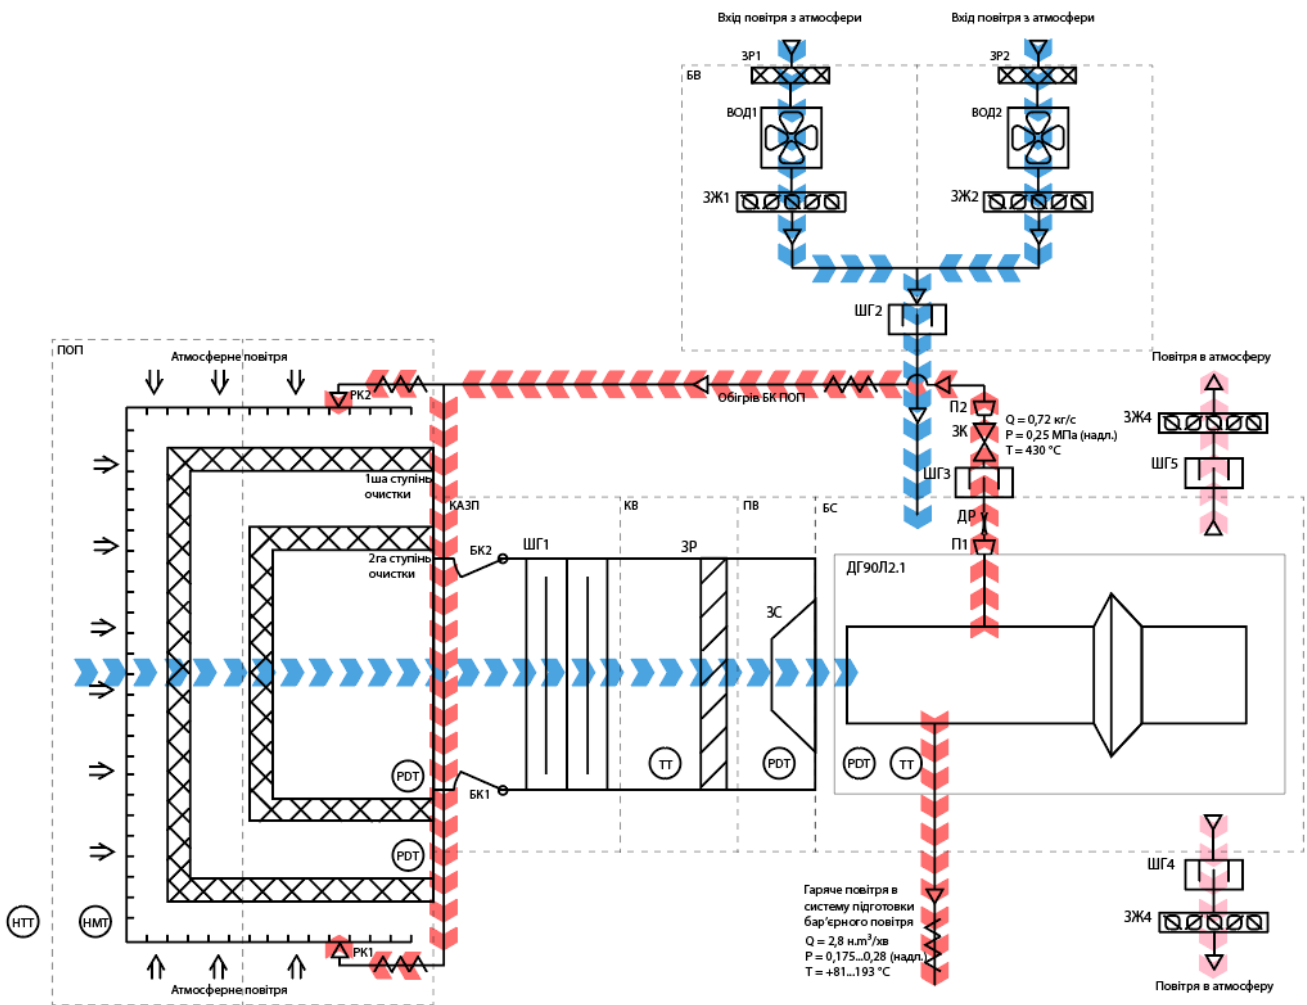 Вхід повітря з атмосфери
Вхід повітря з атмосфери
ЗР1
ЗР2
БВ
ВОД1
ВОД2
ЗЖ1
ЗЖ2
ШГ2
ПОП
Атмосферне повітря
РК2
Обігрів БК ПОП
П2
ЗК
Q = 0,72 кг/с
P = 0,25 МПа (надл.)
T = 430 °C
Повітря в атмосферу
ЗЖ4
ШГ5
ШГ3
1ша ступінь
очистки
КАЗП
КВ
ПВ
БС
ДР
П1
БК2
ШГ1
ЗР
2га ступінь
очистки
ДГ90Л2.1
ЗС
PDT
TT
PDT
PDT
TT
БК1
PDT
ШГ4
Гаряче повітря в
систему підготовки
бар'єрного повітря
Q = 2,8 н.m³/хв
P = 0,175...0,28 (надл.)
T = +81...193 °C
HTT
HMT
ЗЖ4
РК1
Атмосферне повітря
Повітря в атмосферу